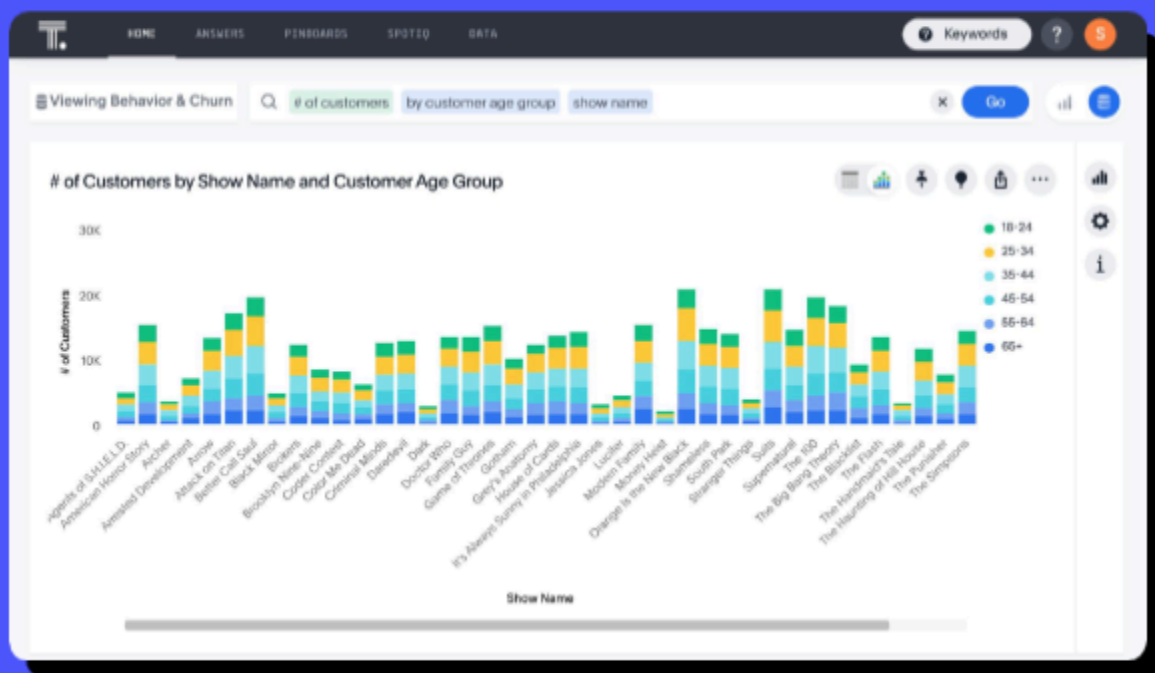 T.
HOME
ANSWERS
PINBOARDS
SPOTIQ
DATA
Keywords
?
S
Viewing Behavior & Churn
# of customers
by customer age group
show name
Go
# of Customers by Show Name and Customer Age Group
# of Customers
30K
20K
10K
0
18-24
25-34
35-44
45-54
55-64
65+
Agents of S.H.I.E.L.D.
American Horror Story
Archer
Arrested Development
Arrow
Attack on Titan
Better Call Saul
Black Mirror
Brooklyn Nine-Nine
Color Me Dead
Criminal Minds
Daredevil
Dark
Doctor Who
Family Guy
Game of Thrones
Gotham
Grey's Anatomy
House of Cards
It's Always Sunny in Philadelphia
Jessica Jones
Lucifer
Modern Family
Money Heist
Orange Is the New Black
Shameless
South Park
Stranger Things
Suits
Supernatural
The 100
The Big Bang Theory
The Blacklist
The Flash
The Handmaid's Tale
The Haunting of Hill House
The Punisher
The Simpsons
Show Name